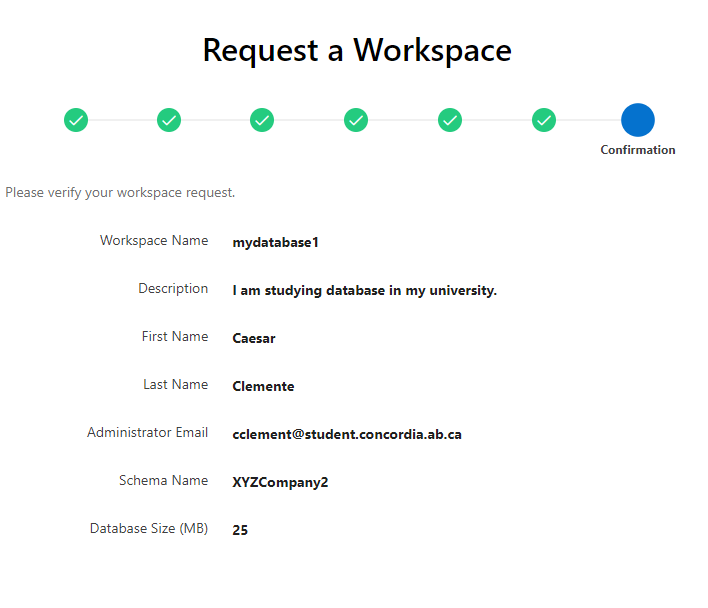 Request a Workspace
Confirmation
Please verify your workspace request.
Workspace Name mydatabase1
Description I am studying database in my university.
First Name Caesar
Last Name Clemente
Administrator Email cclement@student.concordia.ab.ca
Schema Name XYZCompany2
Database Size (MB) 25